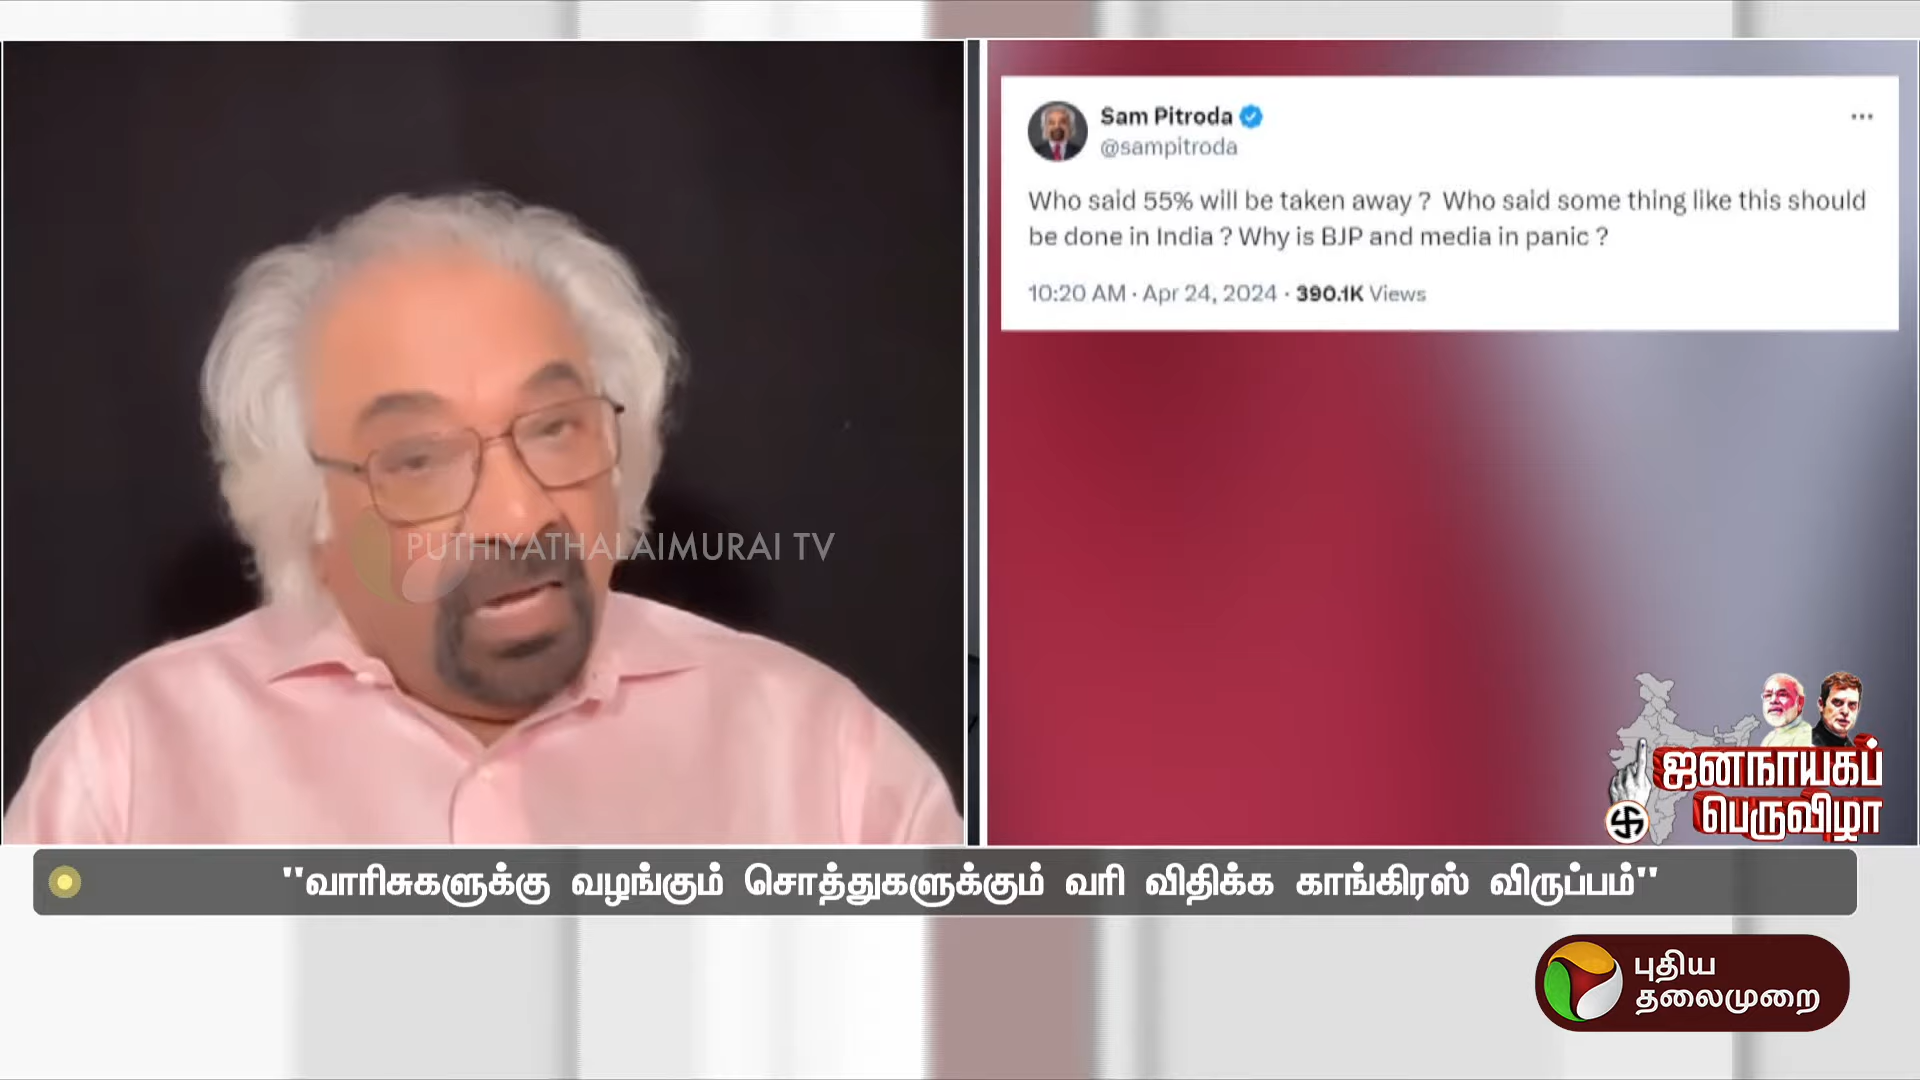 Sam Pitroda
@sampitroda
Who said 55% will be taken away ? Who said some thing like this should
be done in India ? Why is BJP and media in panic ?
10:20 AM · Apr 24, 2024 · 390.1K Views
PUTHIYATHALAIMURAI TV
ஜனநாயகப்
பெருவிழா
"வாரிசுகளுக்கு வழங்கும் சொத்துகளுக்கும் வரி விதிக்க காங்கிரஸ் விருப்பம்"
புதிய
தலைமுறை